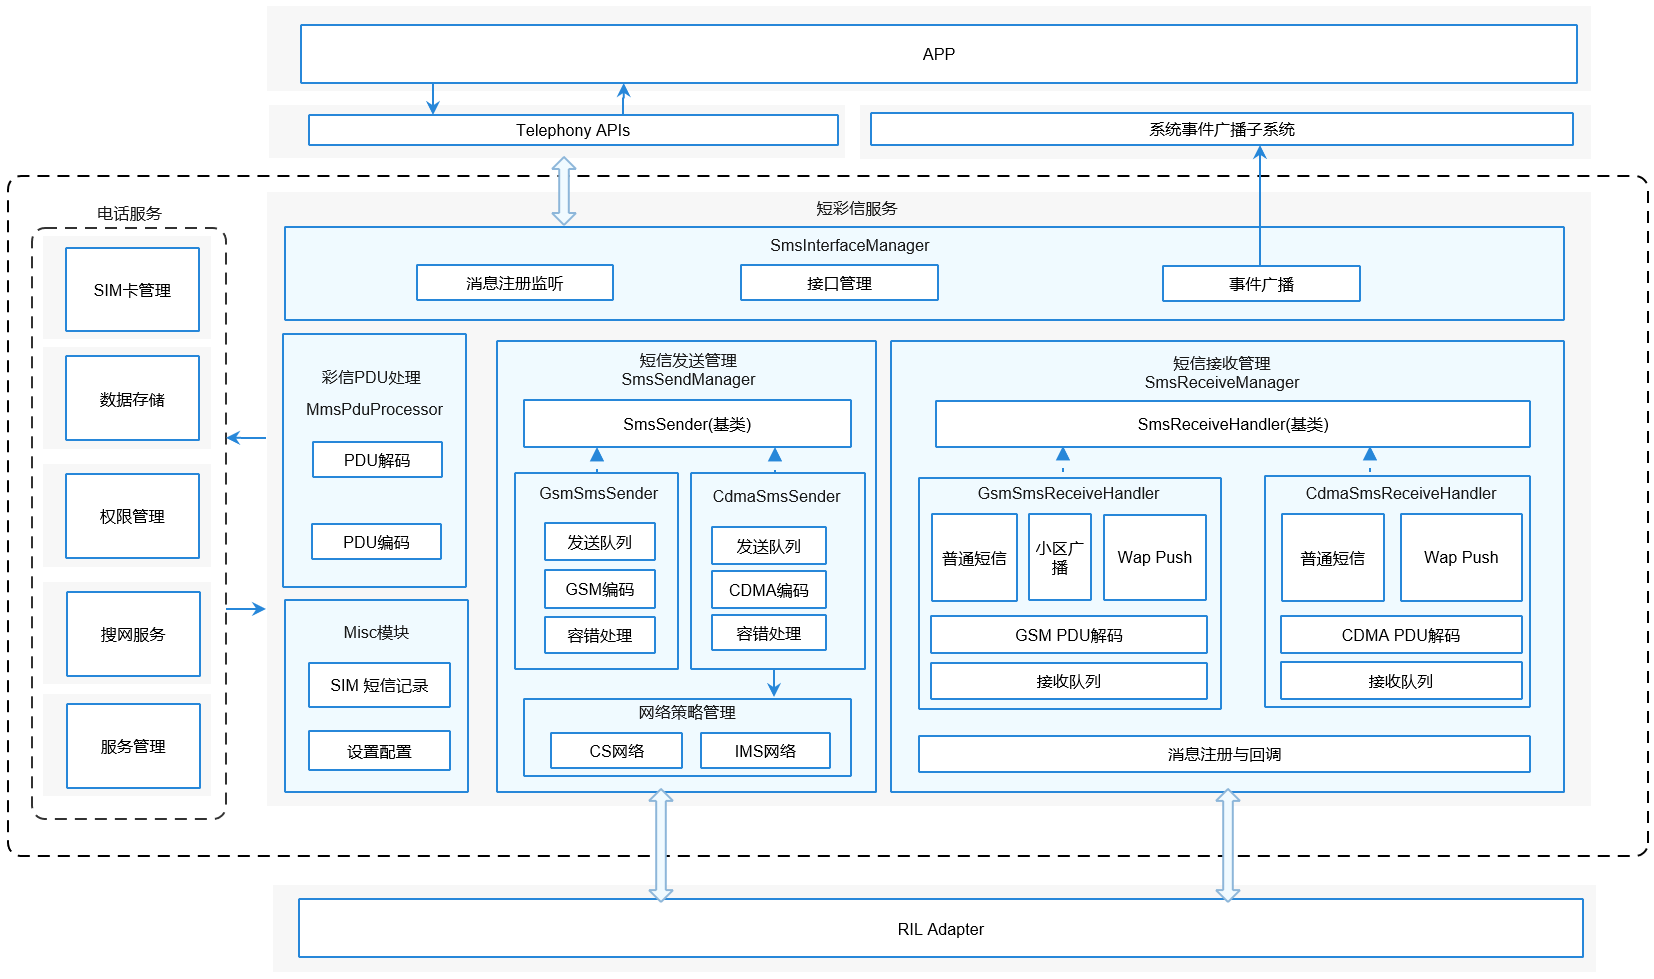 APP
Telephony APIs
系统事件广播子系统
电话服务
SIM卡管理
数据存储
权限管理
搜网服务
服务管理
短彩信服务
SmsInterfaceManager
消息注册监听
接口管理
事件广播
彩信PDU处理
MmsPduProcessor
PDU解码
PDU编码
Misc模块
SIM 短信记录
设置配置
短信发送管理
SmsSendManager
SmsSender(基类)
GsmSmsSender
发送队列
GSM编码
容错处理
CdmaSmsSender
发送队列
CDMA编码
容错处理
网络策略管理
CS网络
IMS网络
短信接收管理
SmsReceiveManager
SmsReceiveHandler(基类)
GsmSmsReceiveHandler
普通短信
小区广
播
Wap Push
GSM PDU解码
接收队列
CdmaSmsReceiveHandler
普通短信
Wap Push
CDMA PDU解码
接收队列
消息注册与回调
RIL Adapter